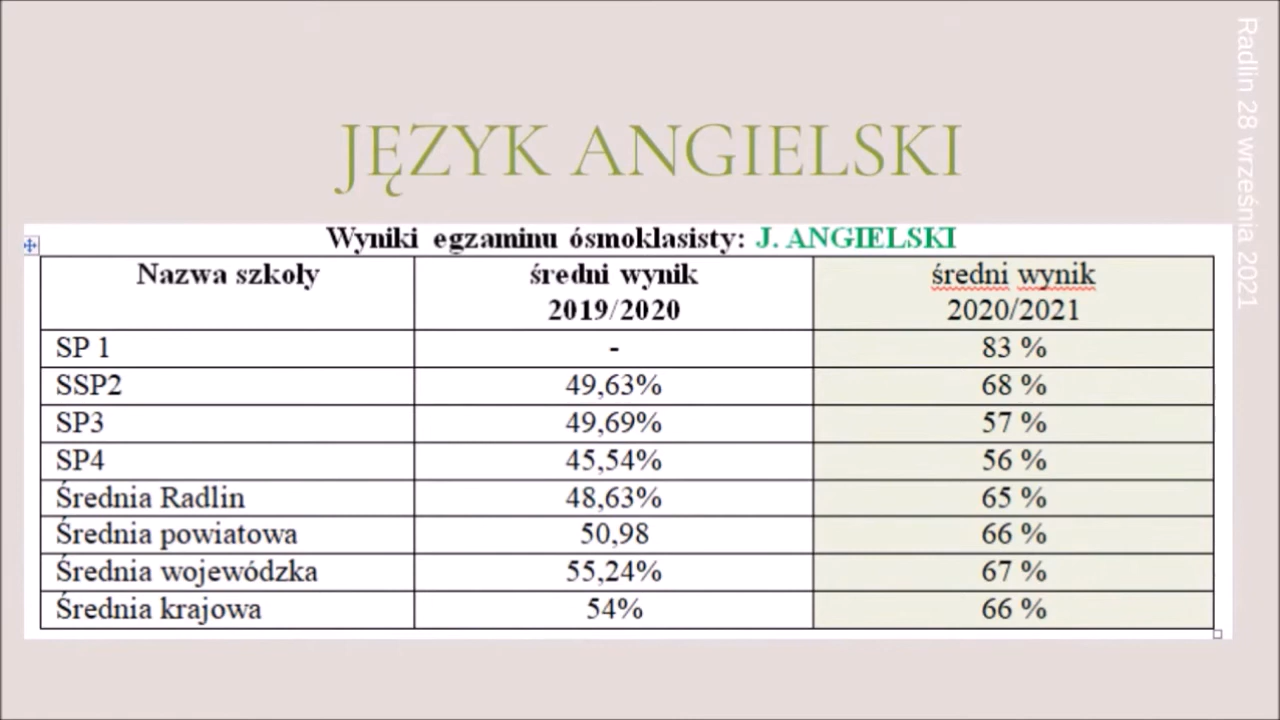 JĘZYK ANGIELSKI
Wyniki egzaminu ósmoklasisty: J. ANGIELSKI
Nazwa szkoły średni wynik 2019/2020 średni wynik 2020/2021
SP 1 - 83 %
SSP2 49,63% 68 %
SP3 49,69% 57 %
SP4 45,54% 56 %
Średnia Radlin 48,63% 65 %
Średnia powiatowa 50,98 66 %
Średnia wojewódzka 55,24% 67 %
Średnia krajowa 54% 66 %
Radlin 28 września 2021